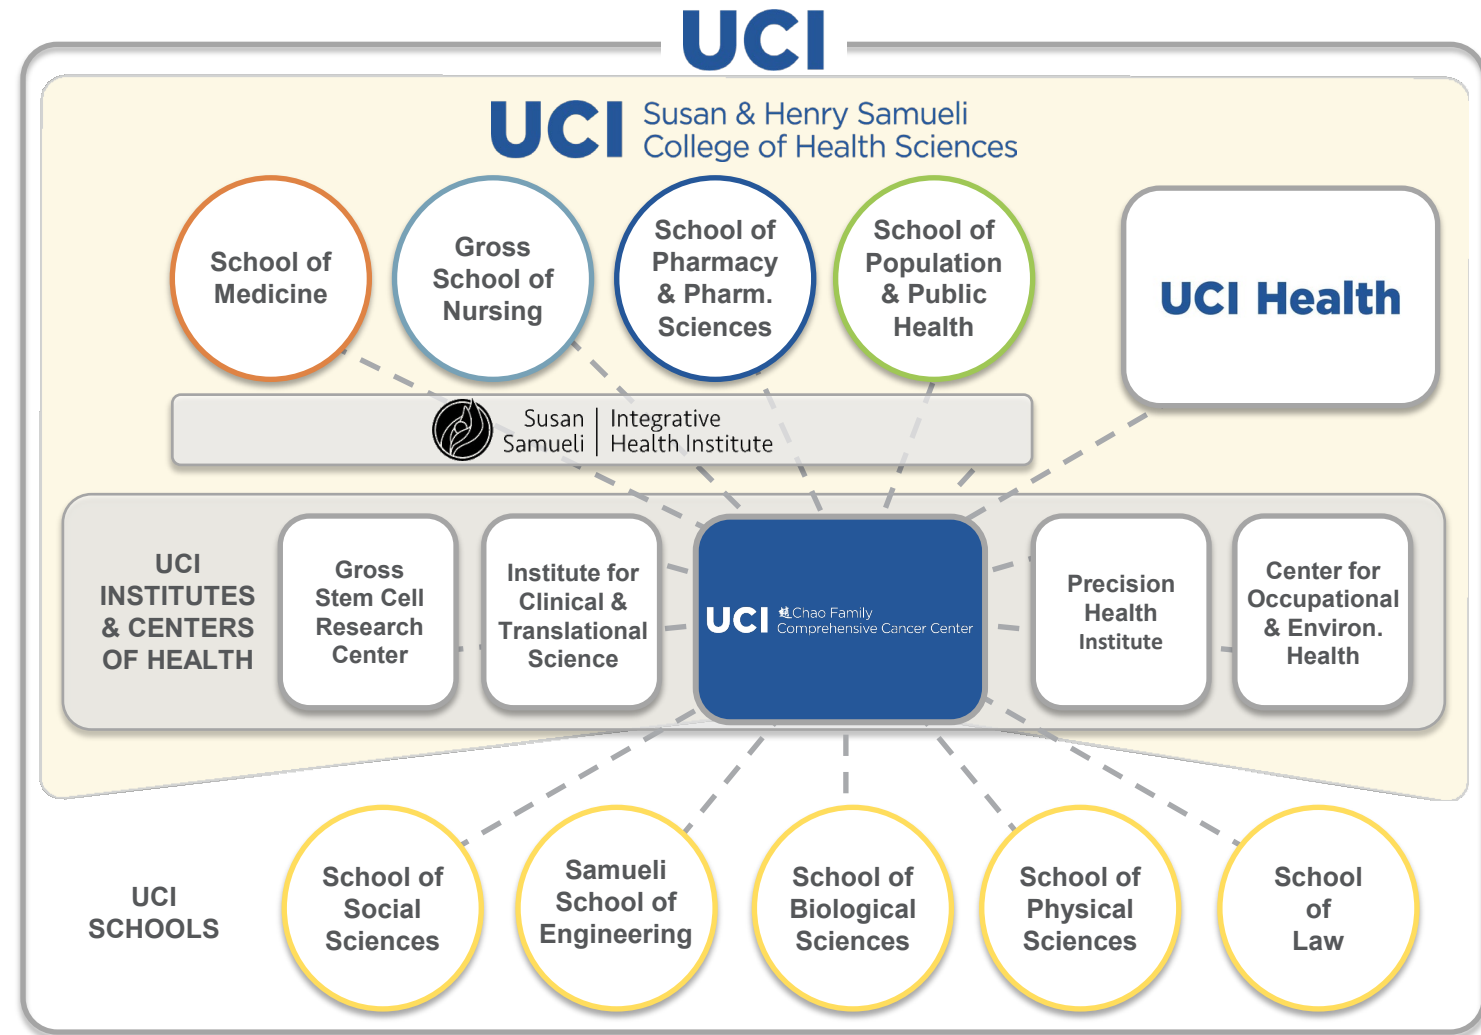 UCI
UCI
Susan & Henry Samueli
College of Health Sciences
School of
Medicine
Gross
School of
Nursing
School of
Pharmacy
& Pharm.
Sciences
School of
Population
& Public
Health
UCI Health
Susan
Samueli
Integrative
Health Institute
UCI
INSTITUTES
& CENTERS
OF HEALTH
Gross
Stem Cell
Research
Center
Institute for
Clinical &
Translational
Science
UCI
Chao Family
Comprehensive Cancer Center
Precision
Health
Institute
Center for
Occupational
& Environ.
Health
UCI
SCHOOLS
School of
Social
Sciences
Samueli
School of
Engineering
School of
Biological
Sciences
School of
Physical
Sciences
School
of
Law